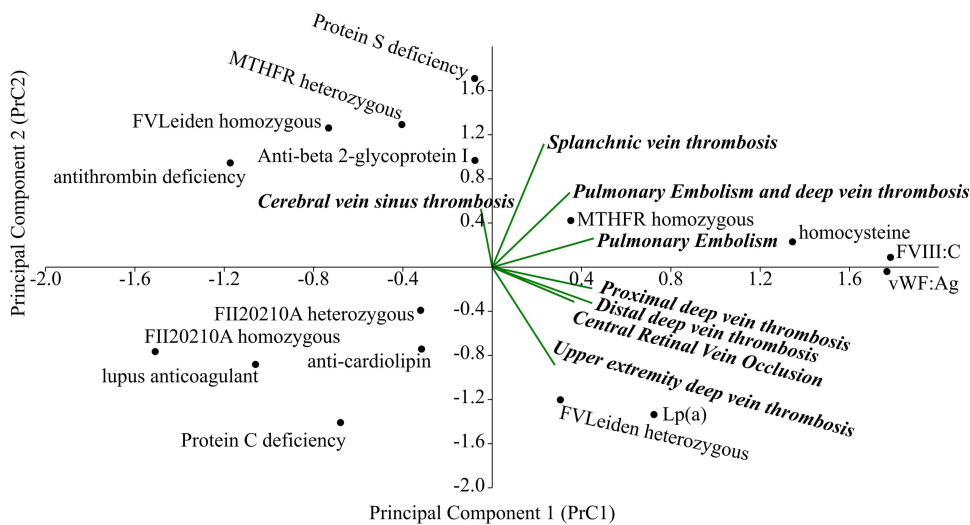 Protein S deficiency
Principal Component 2 (PrC2)
1.6
MTHFR heterozygous
FVLeiden homozygous
1.2
Splanchnic vein thrombosis
Anti-beta 2-glycoprotein I
antithrombin deficiency
0.8
Pulmonary Embolism and deep vein thrombosis
Cerebral vein sinus thrombosis
0.4
MTHFR homozygous
homocysteine
Pulmonary Embolism
FVIII:C
-2.0 -1.6 -1.2 -0.8 -0.4 0.4 0.8 1.2 1.6
vWF:Ag
Proximal deep vein thrombosis
FII20210A heterozygous
-0.4
Distal deep vein thrombosis
FII20210A homozygous
Central Retinal Vein Occlusion
anti-cardiolipin
-0.8
Upper extremity deep vein thrombosis
lupus anticoagulant
-1.2
Lp(a)
FVLeiden heterozygous
Protein C deficiency
-1.6
-2.0
Principal Component 1 (PrC1)